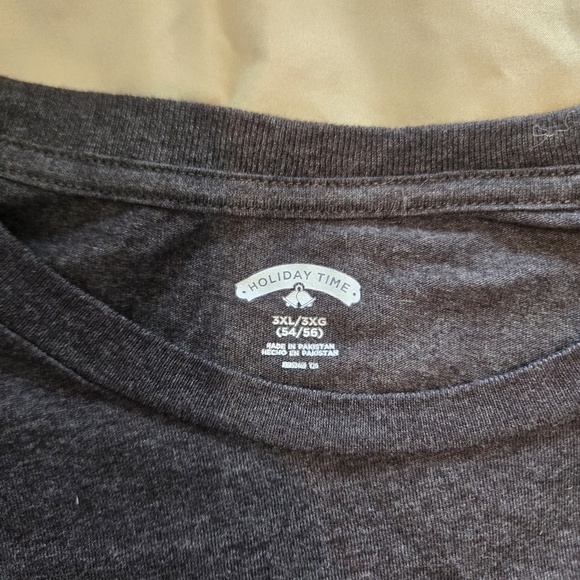 HOLIDAY TIME
3XL/3XG
(54/56)
MADE IN PAKISTAN
HECHO EN PAKISTAN